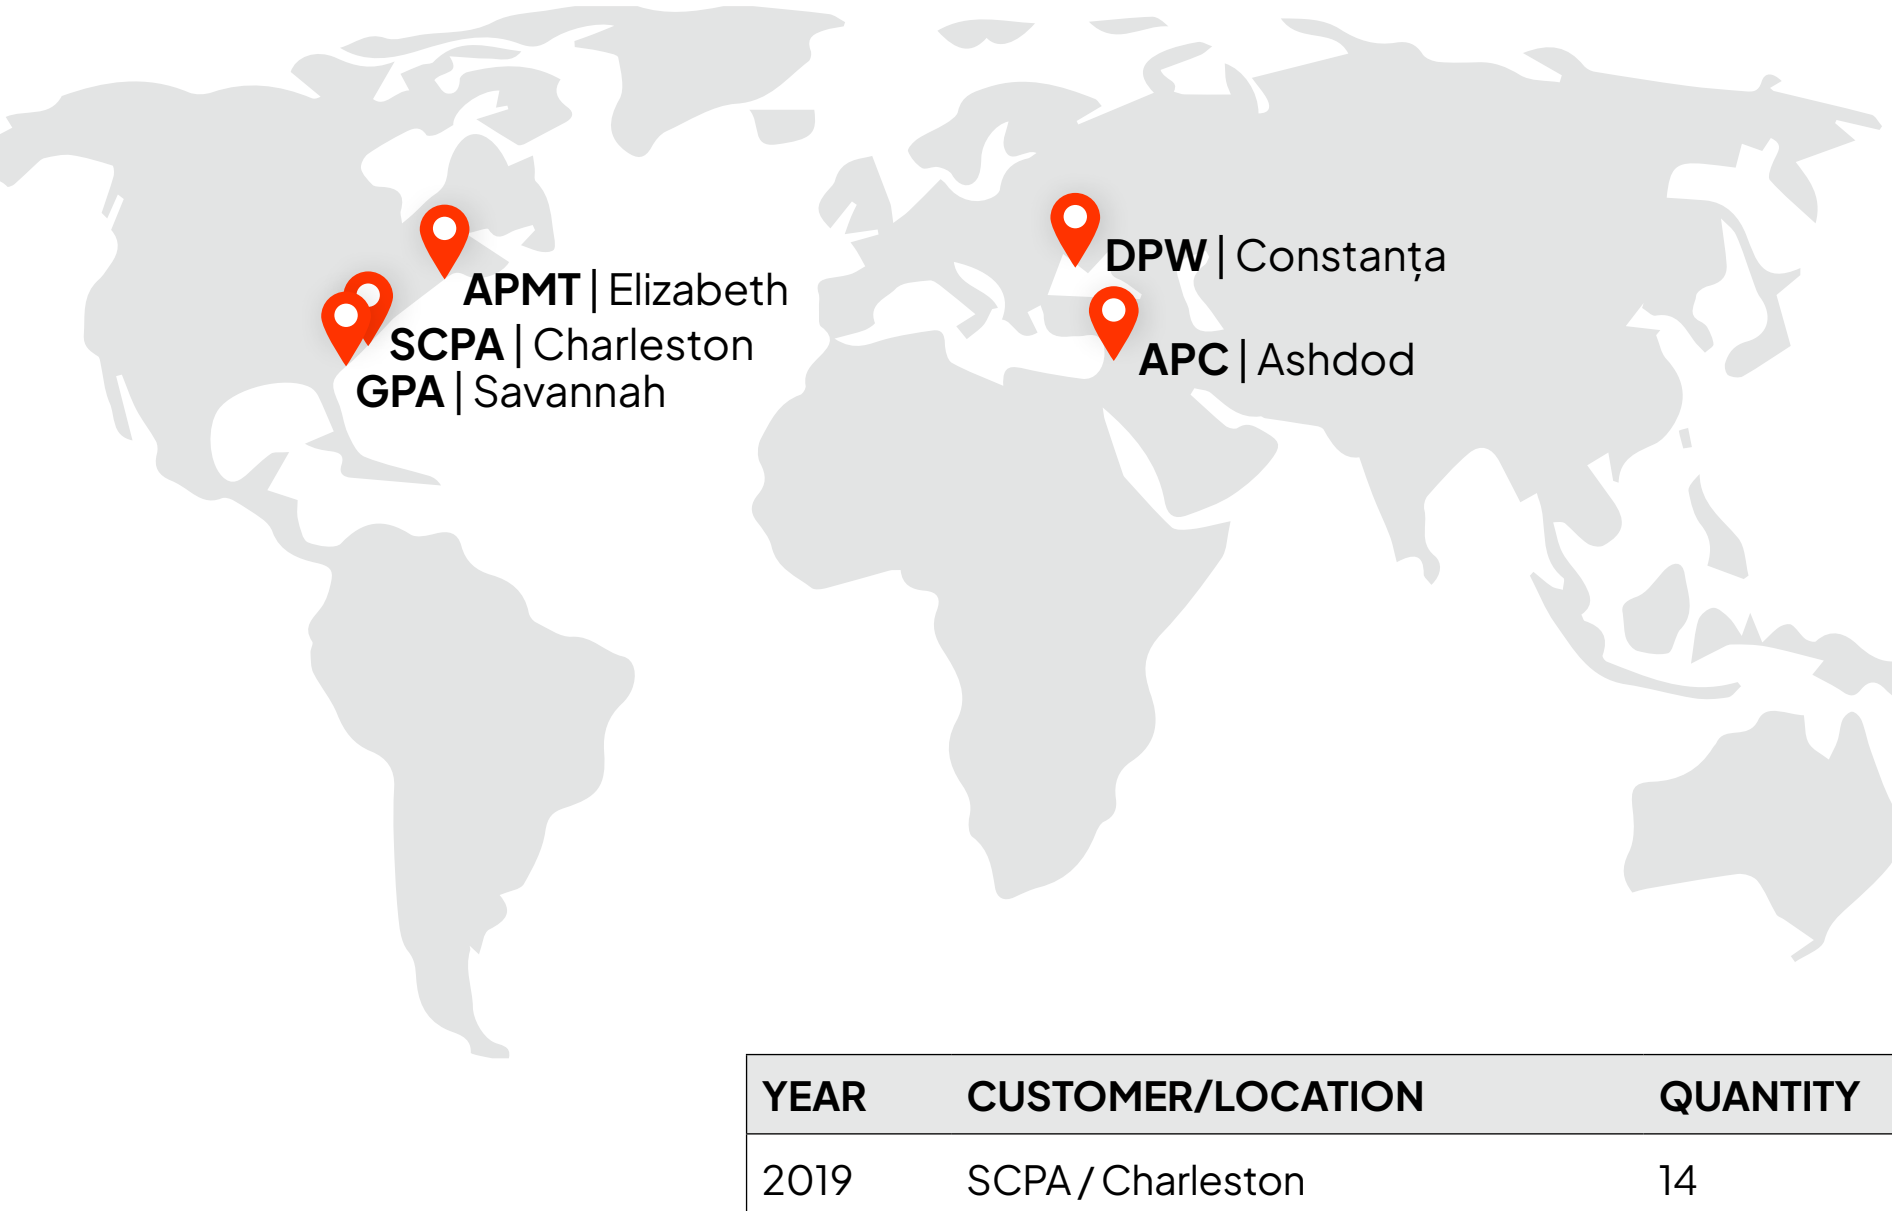 DPW | Constanța
APMT | Elizabeth
SCPA | Charleston
APC | Ashdod
GPA | Savannah
YEAR CUSTOMER/LOCATION QUANTITY
2019 SCPA / Charleston 14